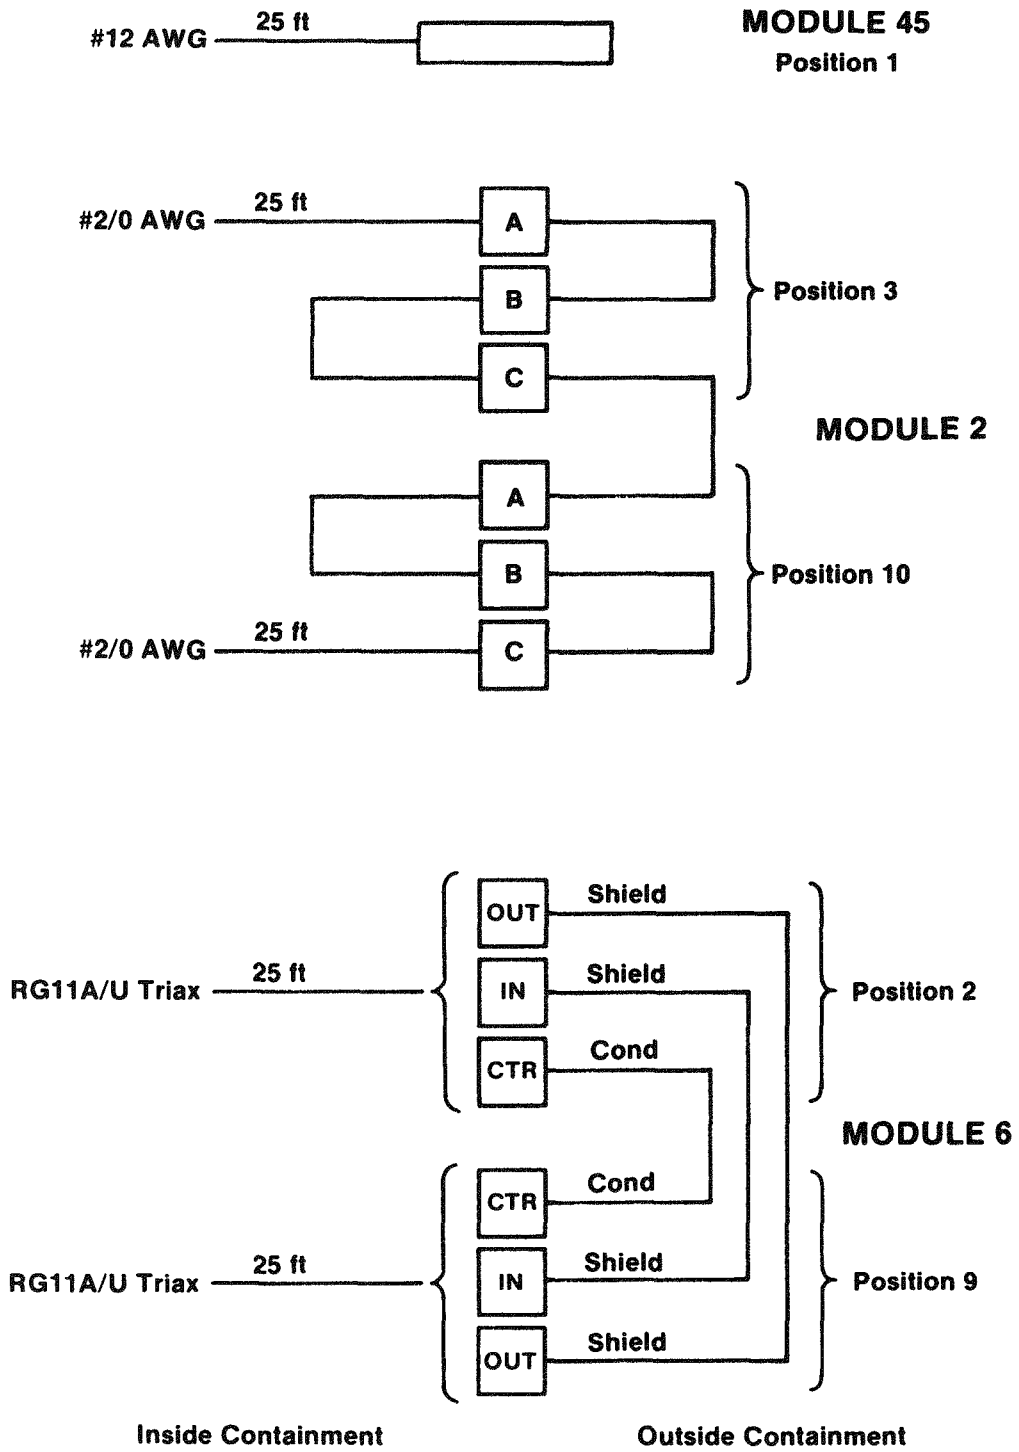 #12 AWG
25 ft
MODULE 45
Position 1
#2/0 AWG
25 ft
A
B
C
Position 3
MODULE 2
A
B
C
Position 10
#2/0 AWG
25 ft
RG11A/U Triax
25 ft
OUT
Shield
IN
Shield
CTR
Cond
Position 2
MODULE 6
RG11A/U Triax
25 ft
CTR
Cond
IN
Shield
OUT
Shield
Position 9
Inside Containment
Outside Containment